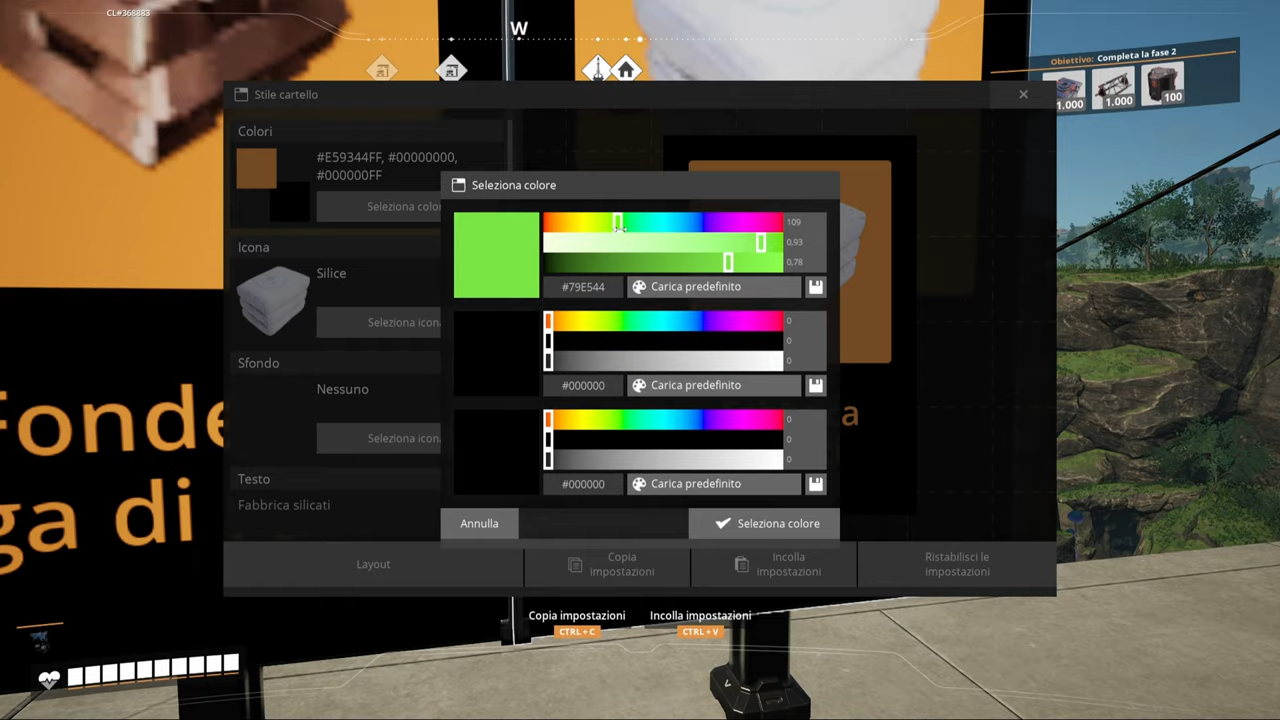 CL#368883
W
Obiettivo: Completa la fase 2
1.000
1.000
100
Stile cartello
Colori
#E59344FF, #00000000,
#000000FF
Seleziona color
Icona
Silice
Seleziona icon
Sfondo
Nessuno
Seleziona icon
Testo
Fabbrica silicati
Seleziona colore
109
0,93
0,78
#79E544
Carica predefinito
0
0
0
#000000
Carica predefinito
0
0
0
#000000
Carica predefinito
Annulla
Seleziona colore
Layout
Copia
impostazioni
Incolla
impostazioni
Ristabilisci le
impostazioni
Copia impostazioni
CTRL + C
Incolla impostazioni
CTRL + V
Fonde
ga di
a